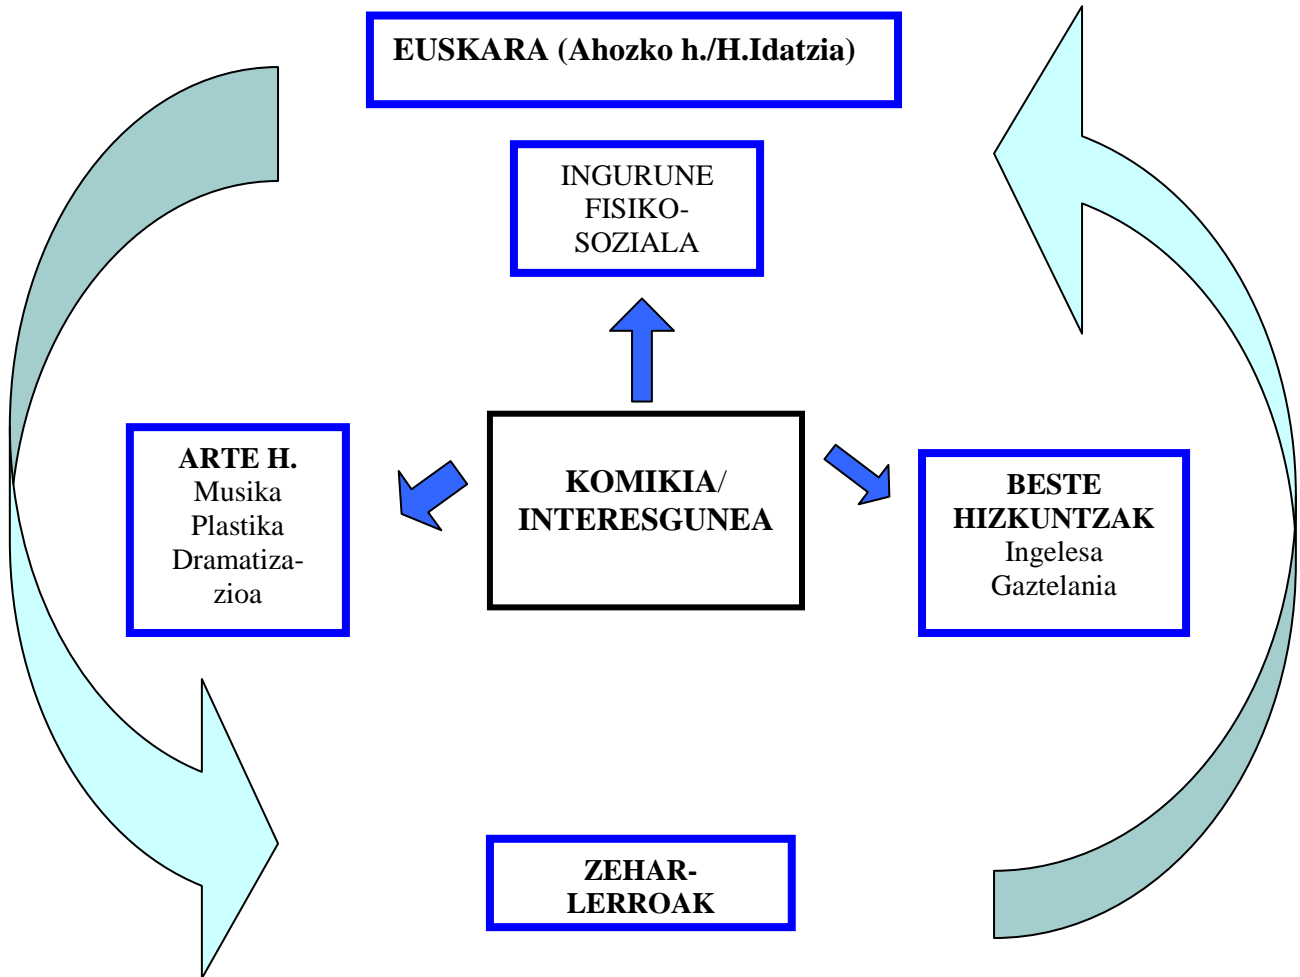 EUSKARA (Ahozko h./H.Idatzia)
INGURUNE
FISIKO-
SOZIALA
ARTE H.
Musika
Plastika
Dramatiza-
zioa
KOMIKIA/
INTERESGUNEA
BESTE
HIZKUNTZAK
Ingelesa
Gaztelania
ZEHAR-
LERROAK